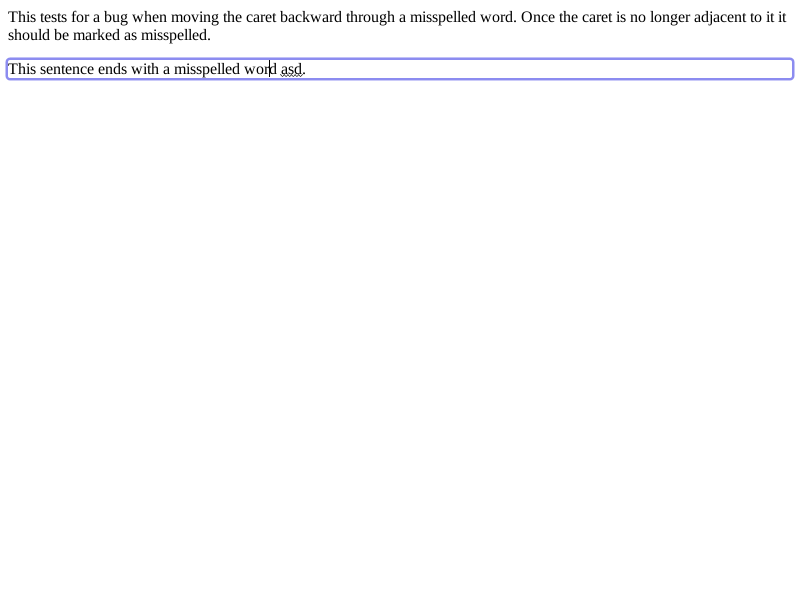 This tests for a bug when moving the caret backward through a misspelled word. Once the caret is no longer adjacent to it it
should be marked as misspelled.
This sentence ends with a misspelled word asd.